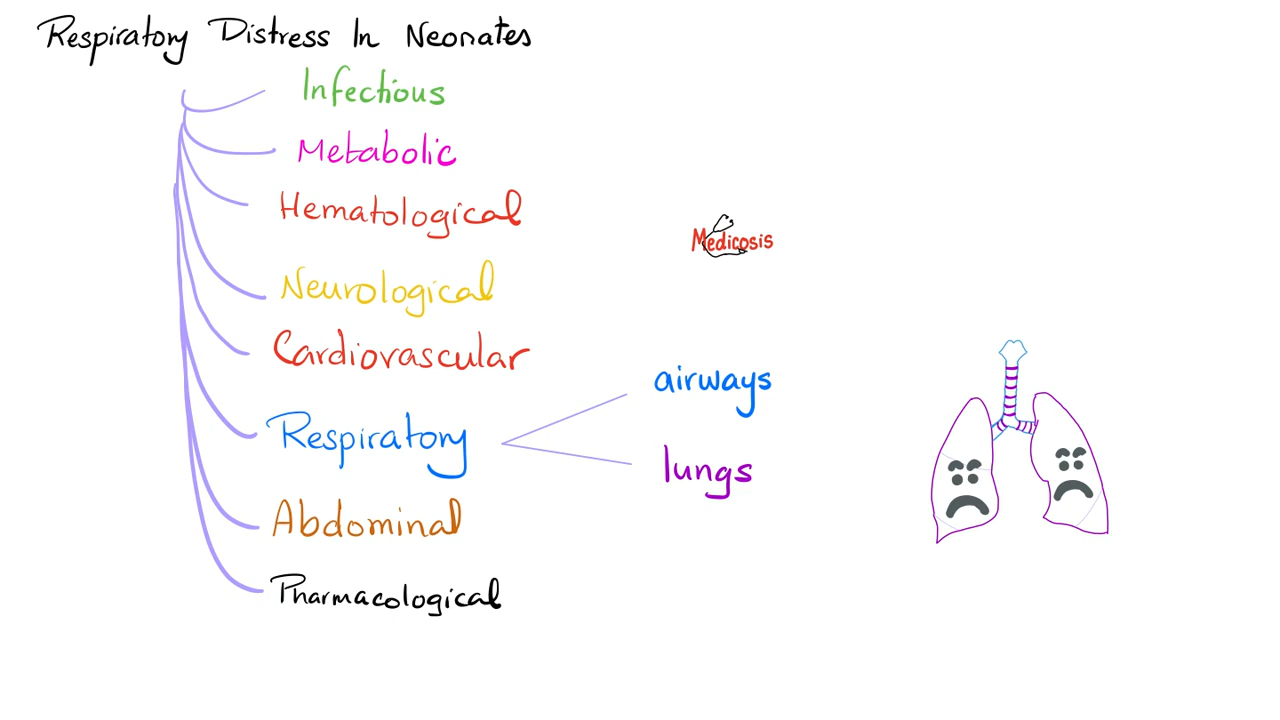 Respiratory Distress In Neonates
Infectious
Metabolic
Hematological
Medicosis
Neurological
Cardiovascular
airways
Respiratory
lungs
Abdominal
Pharmacological